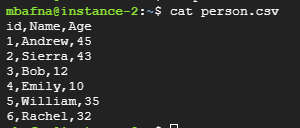 mbafna@instance-2:~$ cat person.csv
id,Name,Age
1,Andrew,45
2,Sierra,43
3,Bob,12
4,Emily,10
5,William,35
6,Rachel,32